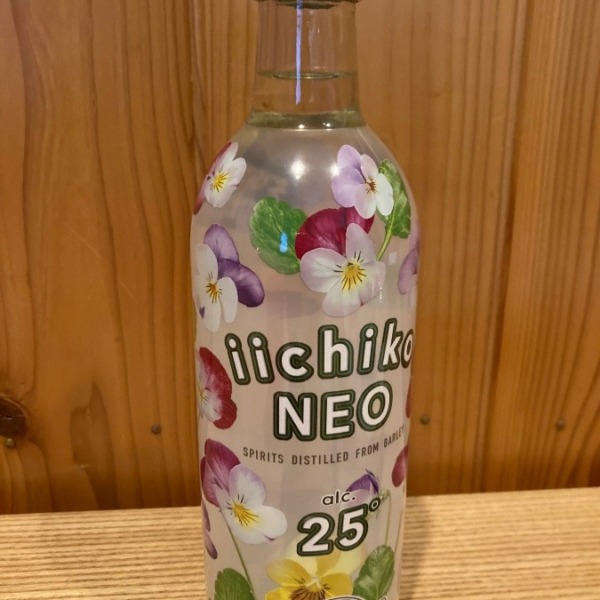 iichiko
NEO
SPIRITS DISTILLED FROM BARLEY
alc.
25°